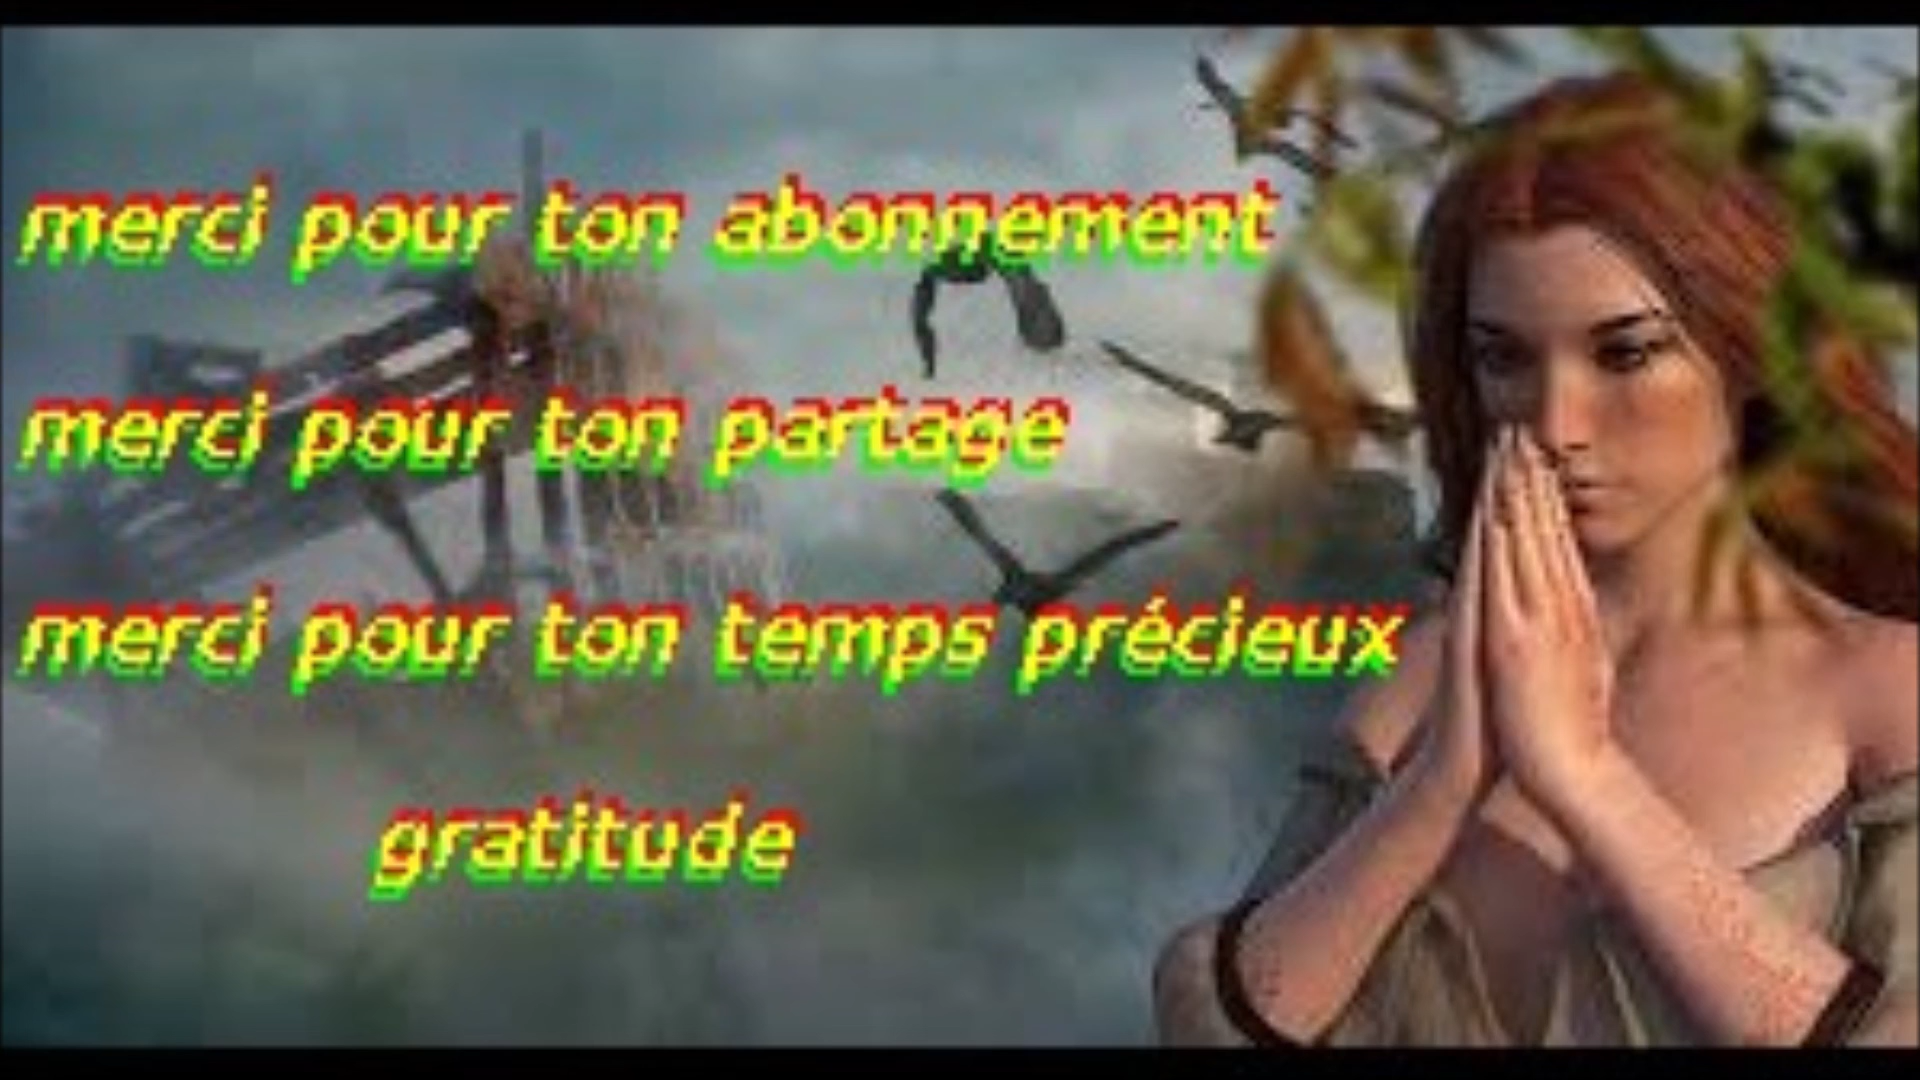 merci pour ton abonnement
merci pour ton partage
merci pour ton temps précieux
gratitude